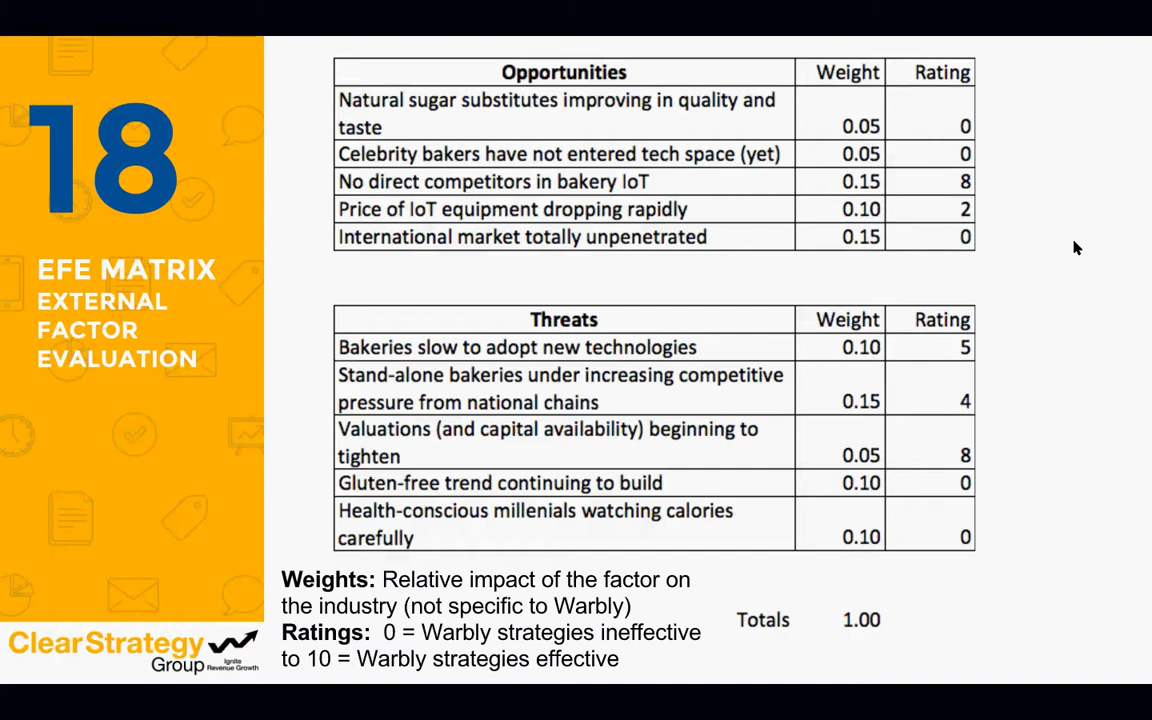 18
EFE MATRIX
EXTERNAL
FACTOR
EVALUATION
ClearStrategy
Group
Ignite
Revenue Growth
Opportunities Weight Rating
Natural sugar substitutes improving in quality and
taste 0.05 0
Celebrity bakers have not entered tech space (yet) 0.05 0
No direct competitors in bakery IoT 0.15 8
Price of IoT equipment dropping rapidly 0.10 2
International market totally unpenetrated 0.15 0
Threats Weight Rating
Bakeries slow to adopt new technologies 0.10 5
Stand-alone bakeries under increasing competitive
pressure from national chains 0.15 4
Valuations (and capital availability) beginning to
tighten 0.05 8
Gluten-free trend continuing to build 0.10 0
Health-conscious millenials watching calories
carefully 0.10 0
Weights: Relative impact of the factor on
the industry (not specific to Warbly)
Ratings: 0 = Warbly strategies ineffective
to 10 = Warbly strategies effective
Totals 1.00